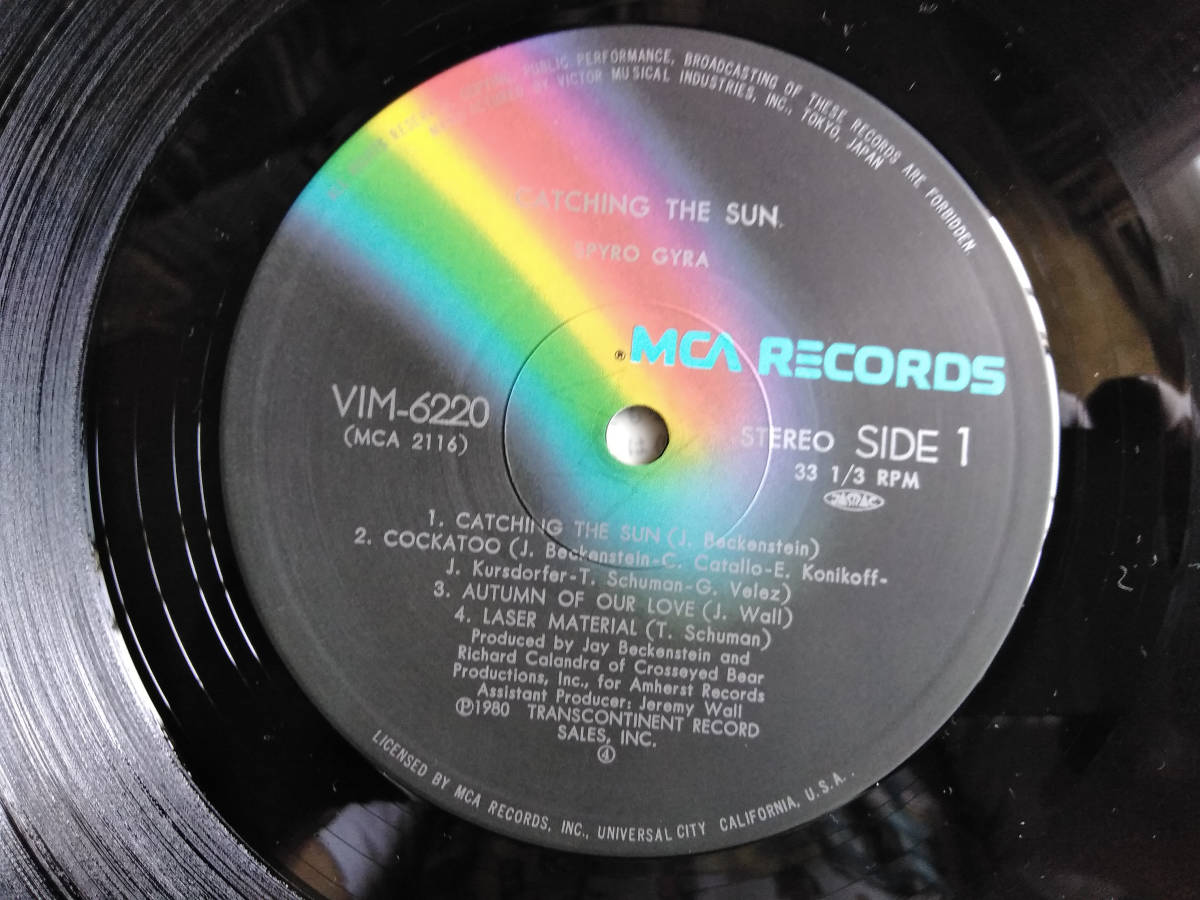 PUBLIC PERFORMANCE, BROADCASTING OF THESE RECORDS ARE FORBIDDEN.
BY VICTOR MUSICAL INDUSTRIES, INC., TOKYO, JAPAN
CATCHING THE SUN
SPYRO GYRA
® MCA RECORDS
VIM-6220
(MCA 2116)
STEREO SIDE 1
33 1/3 RPM
JASRAC
1. CATCHING THE SUN (J. Beckenstein)
2. COCKATOO (J. Beckenstein-C. Catallo-E. Konikoff-
J. Kursdorfer-T. Schuman-G. Velez)
3. AUTUMN OF OUR LOVE (J. Wall)
4. LASER MATERIAL (T. Schuman)
Produced by Jay Beckenstein and
Richard Calandra of Crosseyed Bear
Productions, Inc., for Amherst Records
Assistant Producer: Jeremy Wall
Ⓟ1980 TRANSCONTINENT RECORD
SALES, INC.
④
LICENSED BY MCA RECORDS, INC., UNIVERSAL CITY CALIFORNIA, U.S.A.